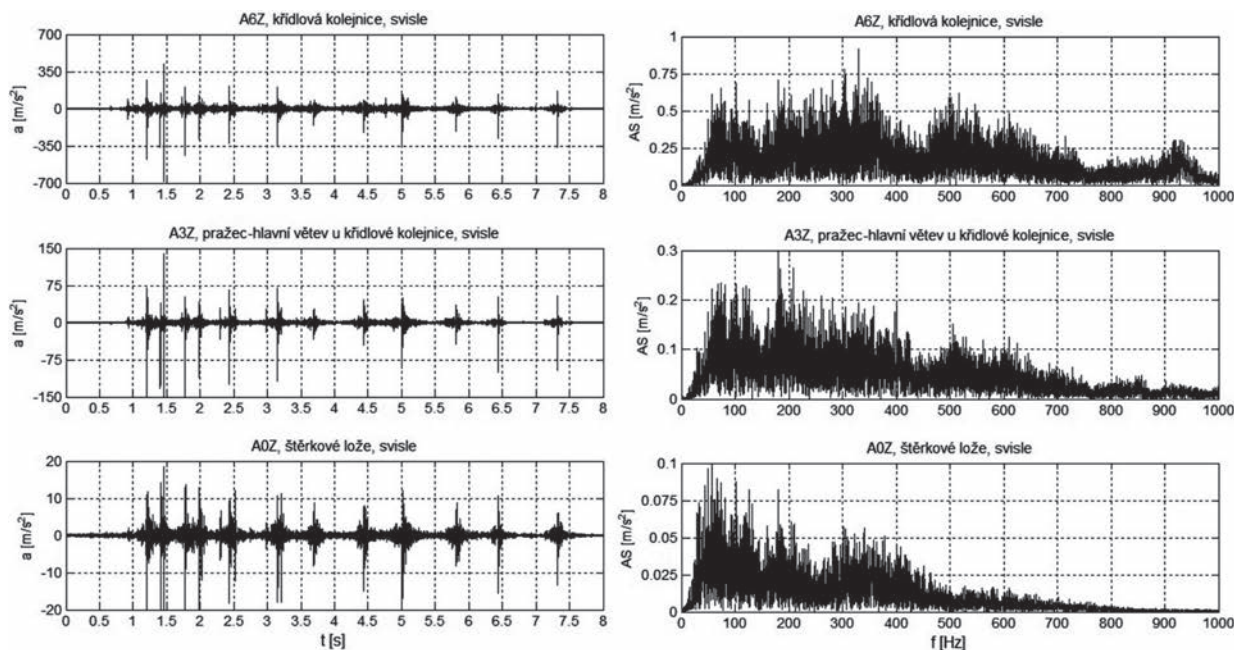 A6Z, křídlová kolejnice, svisle
700
350
0
-350
-700
a [m/s²]
0 0.5 1 1.5 2 2.5 3 3.5 4 4.5 5 5.5 6 6.5 7 7.5 8
A6Z, křídlová kolejnice, svisle
1
0.75
0.5
0.25
0
AS [m/s²]
0 100 200 300 400 500 600 700 800 900 1000
A3Z, pražec-hlavní větev u křídlové kolejnice, svisle
150
75
0
-75
-150
a [m/s²]
0 0.5 1 1.5 2 2.5 3 3.5 4 4.5 5 5.5 6 6.5 7 7.5 8
A3Z, pražec-hlavní větev u křidlové kolejnice, svisle
0.3
0.2
0.1
0
AS [m/s²]
0 100 200 300 400 500 600 700 800 900 1000
A0Z, štěrkové lože, svisle
20
10
0
-10
-20
a [m/s²]
0 0.5 1 1.5 2 2.5 3 3.5 4 4.5 5 5.5 6 6.5 7 7.5 8
t [s]
A0Z, štěrkové lože, svisle
0.1
0.075
0.05
0.025
0
AS [m/s²]
0 100 200 300 400 500 600 700 800 900 1000
f [Hz]